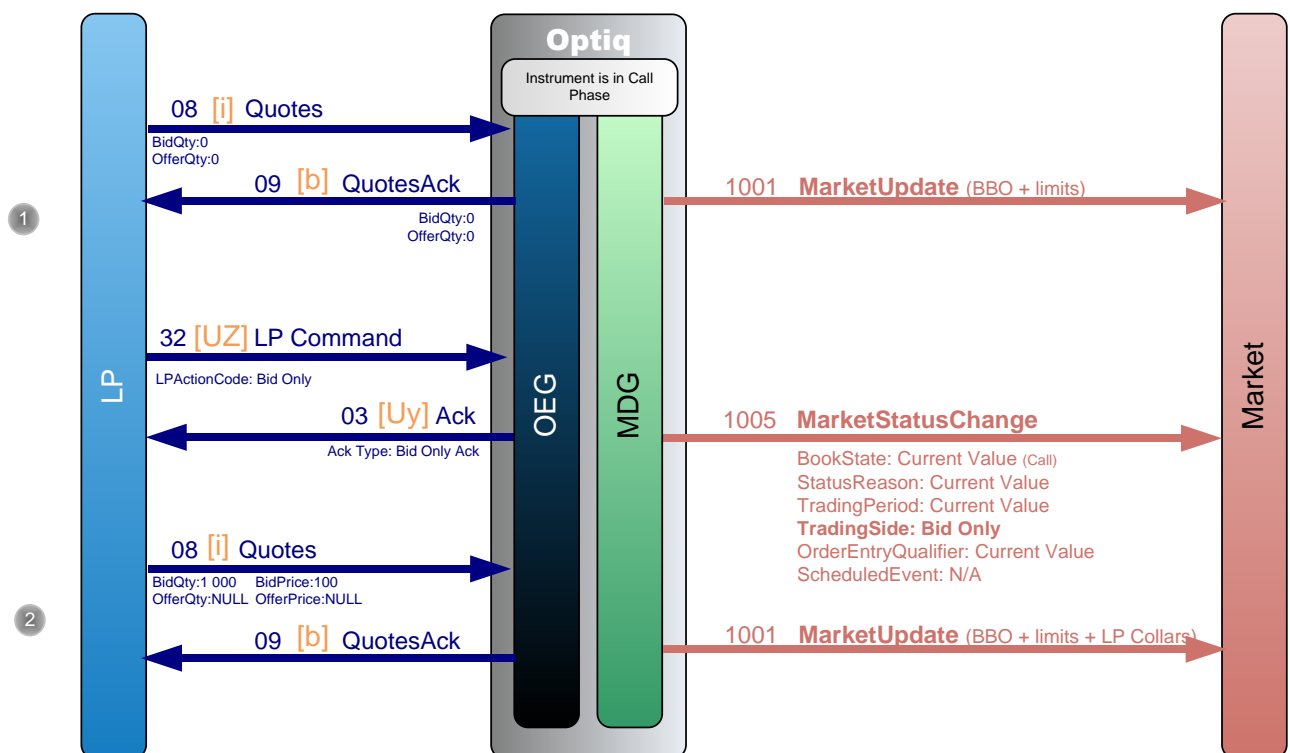 Optiq
Instrument is in Call
Phase
08 [i] Quotes
BidQty:0
OfferQty:0
09 [b] QuotesAck
BidQty:0
OfferQty:0
1001 MarketUpdate (BBO + limits)
1
32 [UZ] LP Command
LPActionCode: Bid Only
03 [Uy] Ack
Ack Type: Bid Only Ack
LP
OEG
MDG
Market
1005 MarketStatusChange
BookState: Current Value (Call)
StatusReason: Current Value
TradingPeriod: Current Value
TradingSide: Bid Only
OrderEntryQualifier: Current Value
ScheduledEvent: N/A
08 [i] Quotes
BidQty:1 000 BidPrice:100
OfferQty:NULL OfferPrice:NULL
2
09 [b] QuotesAck
1001 MarketUpdate (BBO + limits + LP Collars)